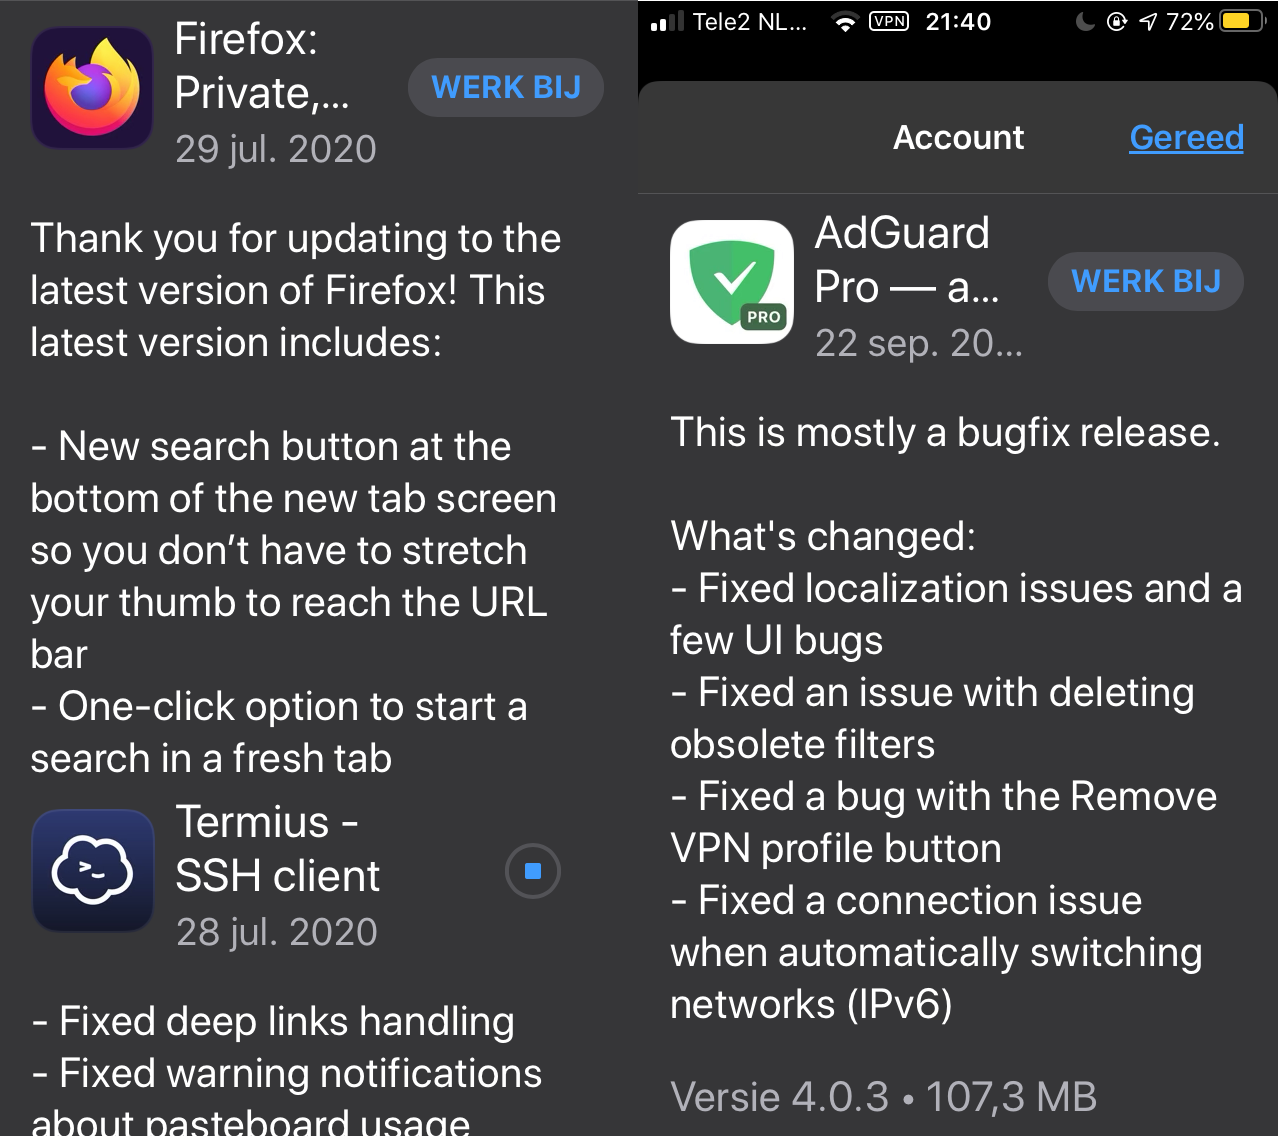 Firefox:
Private,...
WERK BIJ
29 jul. 2020
Thank you for updating to the
latest version of Firefox! This
latest version includes:
- New search button at the
bottom of the new tab screen
so you don’t have to stretch
your thumb to reach the URL
bar
- One-click option to start a
search in a fresh tab
Termius -
SSH client
28 jul. 2020
- Fixed deep links handling
- Fixed warning notifications
about pasteboard usage
Tele2 NL... VPN 21:40 72%
Account Gereed
AdGuard
Pro — a...
WERK BIJ
PRO
22 sep. 20...
This is mostly a bugfix release.
What's changed:
- Fixed localization issues and a
few UI bugs
- Fixed an issue with deleting
obsolete filters
- Fixed a bug with the Remove
VPN profile button
- Fixed a connection issue
when automatically switching
networks (IPv6)
Versie 4.0.3 • 107,3 MB